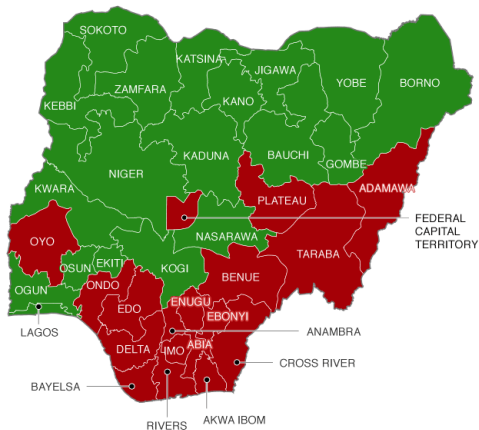 SOKOTO
KATSINA
JIGAWA
YOBE
BORNO
ZAMFARA
KEBBI
KANO
KADUNA
BAUCHI
GOMBE
NIGER
ADAMAWA
KWARA
PLATEAU
FEDERAL
CAPITAL
TERRITORY
OYO
NASARAWA
TARABA
OSUN
EKITI
KOGI
BENUE
OGUN
ONDO
ENUGU
EDO
EBONYI
LAGOS
ANAMBRA
DELTA
IMO
ABIA
CROSS RIVER
BAYELSA
RIVERS
AKWA IBOM